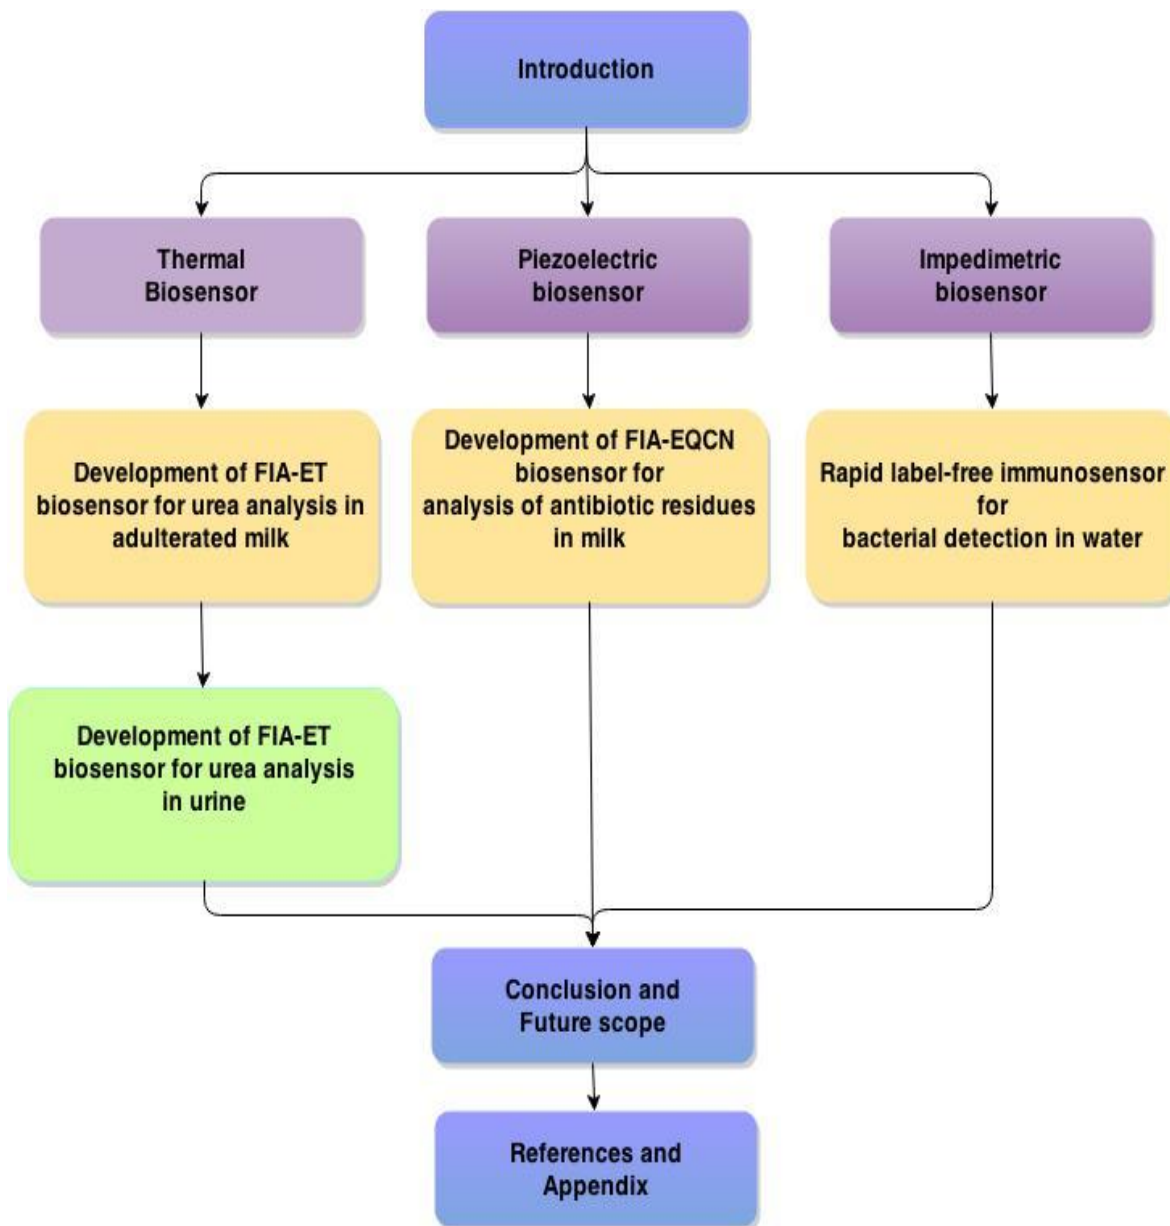 Introduction
Thermal
Biosensor
Piezoelectric
biosensor
Impedimetric
biosensor
Development of FIA-ET
biosensor for urea analysis in
adulterated milk
Development of FIA-EQCN
biosensor for
analysis of antibiotic residues
in milk
Rapid label-free immunosensor
for
bacterial detection in water
Development of FIA-ET
biosensor for urea analysis
in urine
Conclusion and
Future scope
References and
Appendix